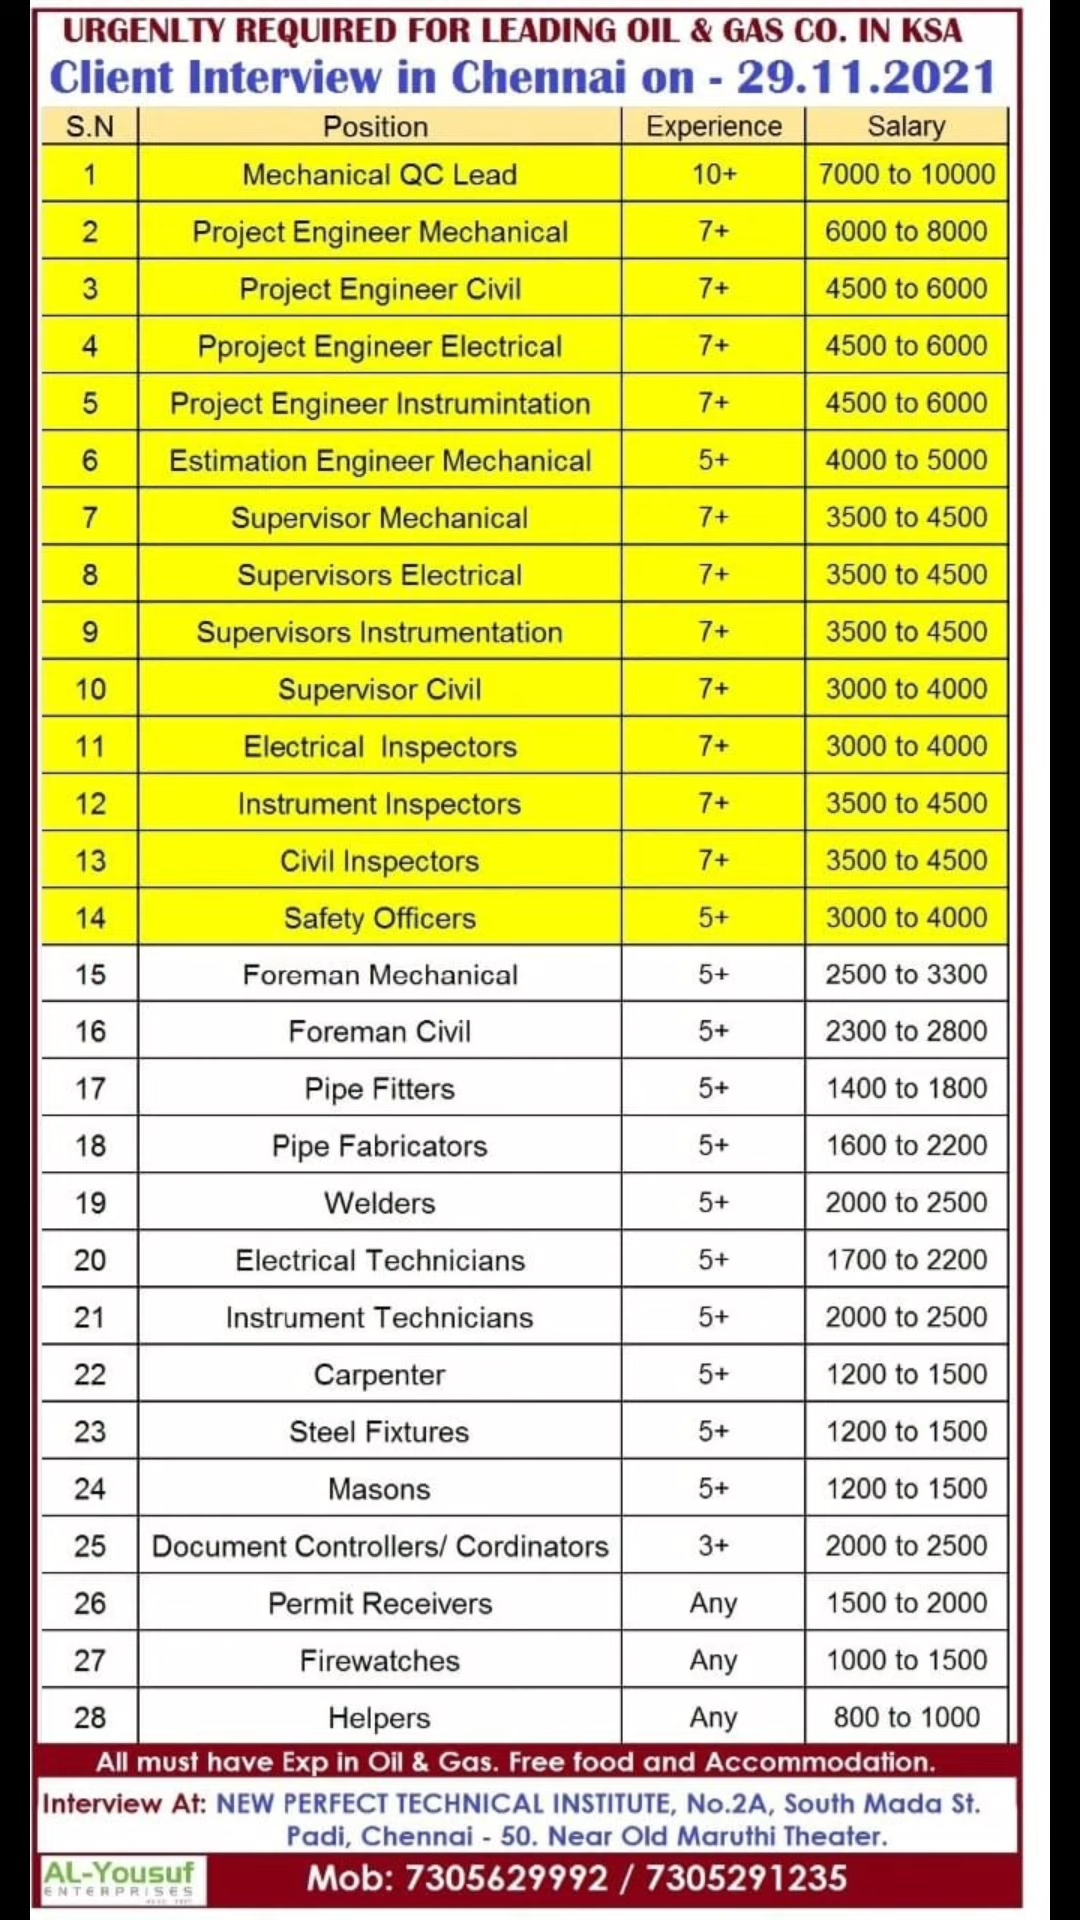 URGENLTY REQUIRED FOR LEADING OIL & GAS CO. IN KSA
Client Interview in Chennai on - 29.11.2021
S.N Position Experience Salary
1 Mechanical QC Lead 10+ 7000 to 10000
2 Project Engineer Mechanical 7+ 6000 to 8000
3 Project Engineer Civil 7+ 4500 to 6000
4 Pproject Engineer Electrical 7+ 4500 to 6000
5 Project Engineer Instrumintation 7+ 4500 to 6000
6 Estimation Engineer Mechanical 5+ 4000 to 5000
7 Supervisor Mechanical 7+ 3500 to 4500
8 Supervisors Electrical 7+ 3500 to 4500
9 Supervisors Instrumentation 7+ 3500 to 4500
10 Supervisor Civil 7+ 3000 to 4000
11 Electrical Inspectors 7+ 3000 to 4000
12 Instrument Inspectors 7+ 3500 to 4500
13 Civil Inspectors 7+ 3500 to 4500
14 Safety Officers 5+ 3000 to 4000
15 Foreman Mechanical 5+ 2500 to 3300
16 Foreman Civil 5+ 2300 to 2800
17 Pipe Fitters 5+ 1400 to 1800
18 Pipe Fabricators 5+ 1600 to 2200
19 Welders 5+ 2000 to 2500
20 Electrical Technicians 5+ 1700 to 2200
21 Instrument Technicians 5+ 2000 to 2500
22 Carpenter 5+ 1200 to 1500
23 Steel Fixtures 5+ 1200 to 1500
24 Masons 5+ 1200 to 1500
25 Document Controllers/ Cordinators 3+ 2000 to 2500
26 Permit Receivers Any 1500 to 2000
27 Firewatches Any 1000 to 1500
28 Helpers Any 800 to 1000
All must have Exp in Oil & Gas. Free food and Accommodation.
Interview At: NEW PERFECT TECHNICAL INSTITUTE, No.2A, South Mada St.
Padi, Chennai - 50. Near Old Maruthi Theater.
AL-Yousuf
ENTERPRISES
Mob: 7305629992 / 7305291235